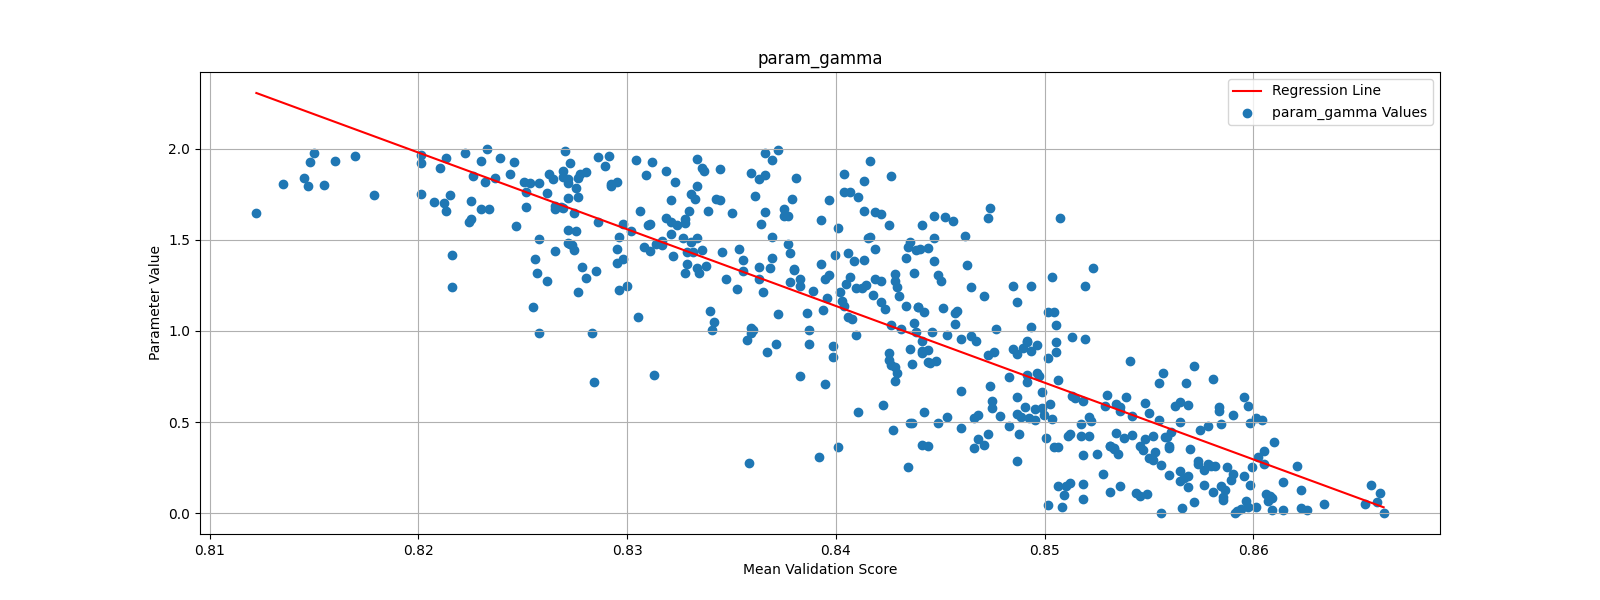 param_gamma
Regression Line
param_gamma Values
Parameter Value
2.0
1.5
1.0
0.5
0.0
0.81 0.82 0.83 0.84 0.85 0.86
Mean Validation Score